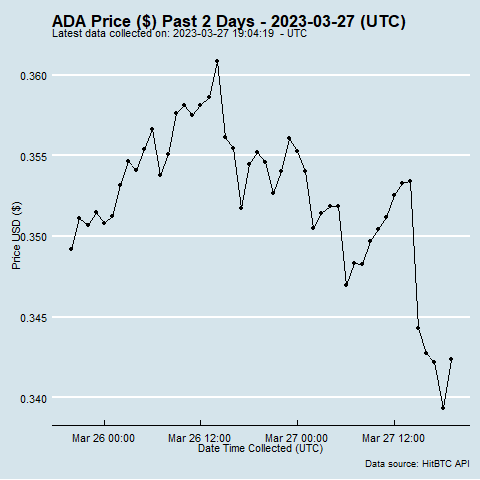 ADA Price ($) Past 2 Days - 2023-03-27 (UTC)
Latest data collected on: 2023-03-27 19:04:19 - UTC
0.360
0.355
0.350
0.345
0.340
Price USD ($)
Mar 26 00:00
Mar 26 12:00
Mar 27 00:00
Mar 27 12:00
Date Time Collected (UTC)
Data source: HitBTC API